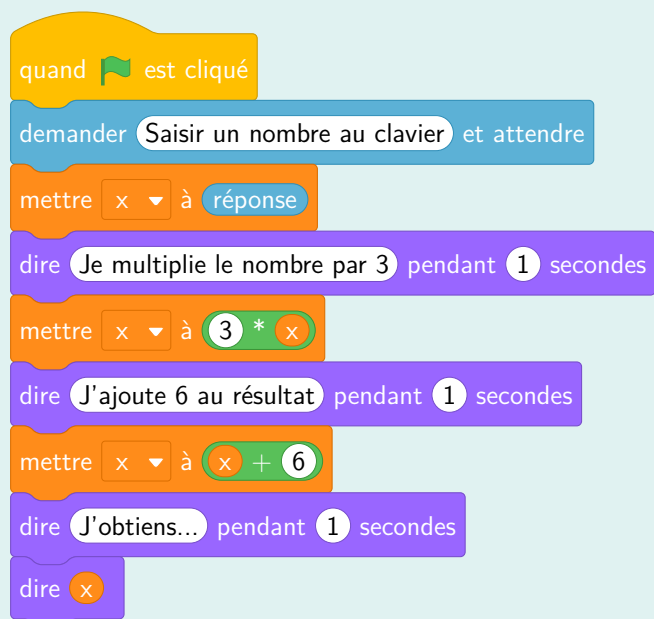 quand est cliqué
demander Saisir un nombre au clavier et attendre
mettre x à réponse
dire Je multiplie le nombre par 3 pendant 1 secondes
mettre x à 3 * x
dire J'ajoute 6 au résultat pendant 1 secondes
mettre x à x + 6
dire J'obtiens... pendant 1 secondes
dire x